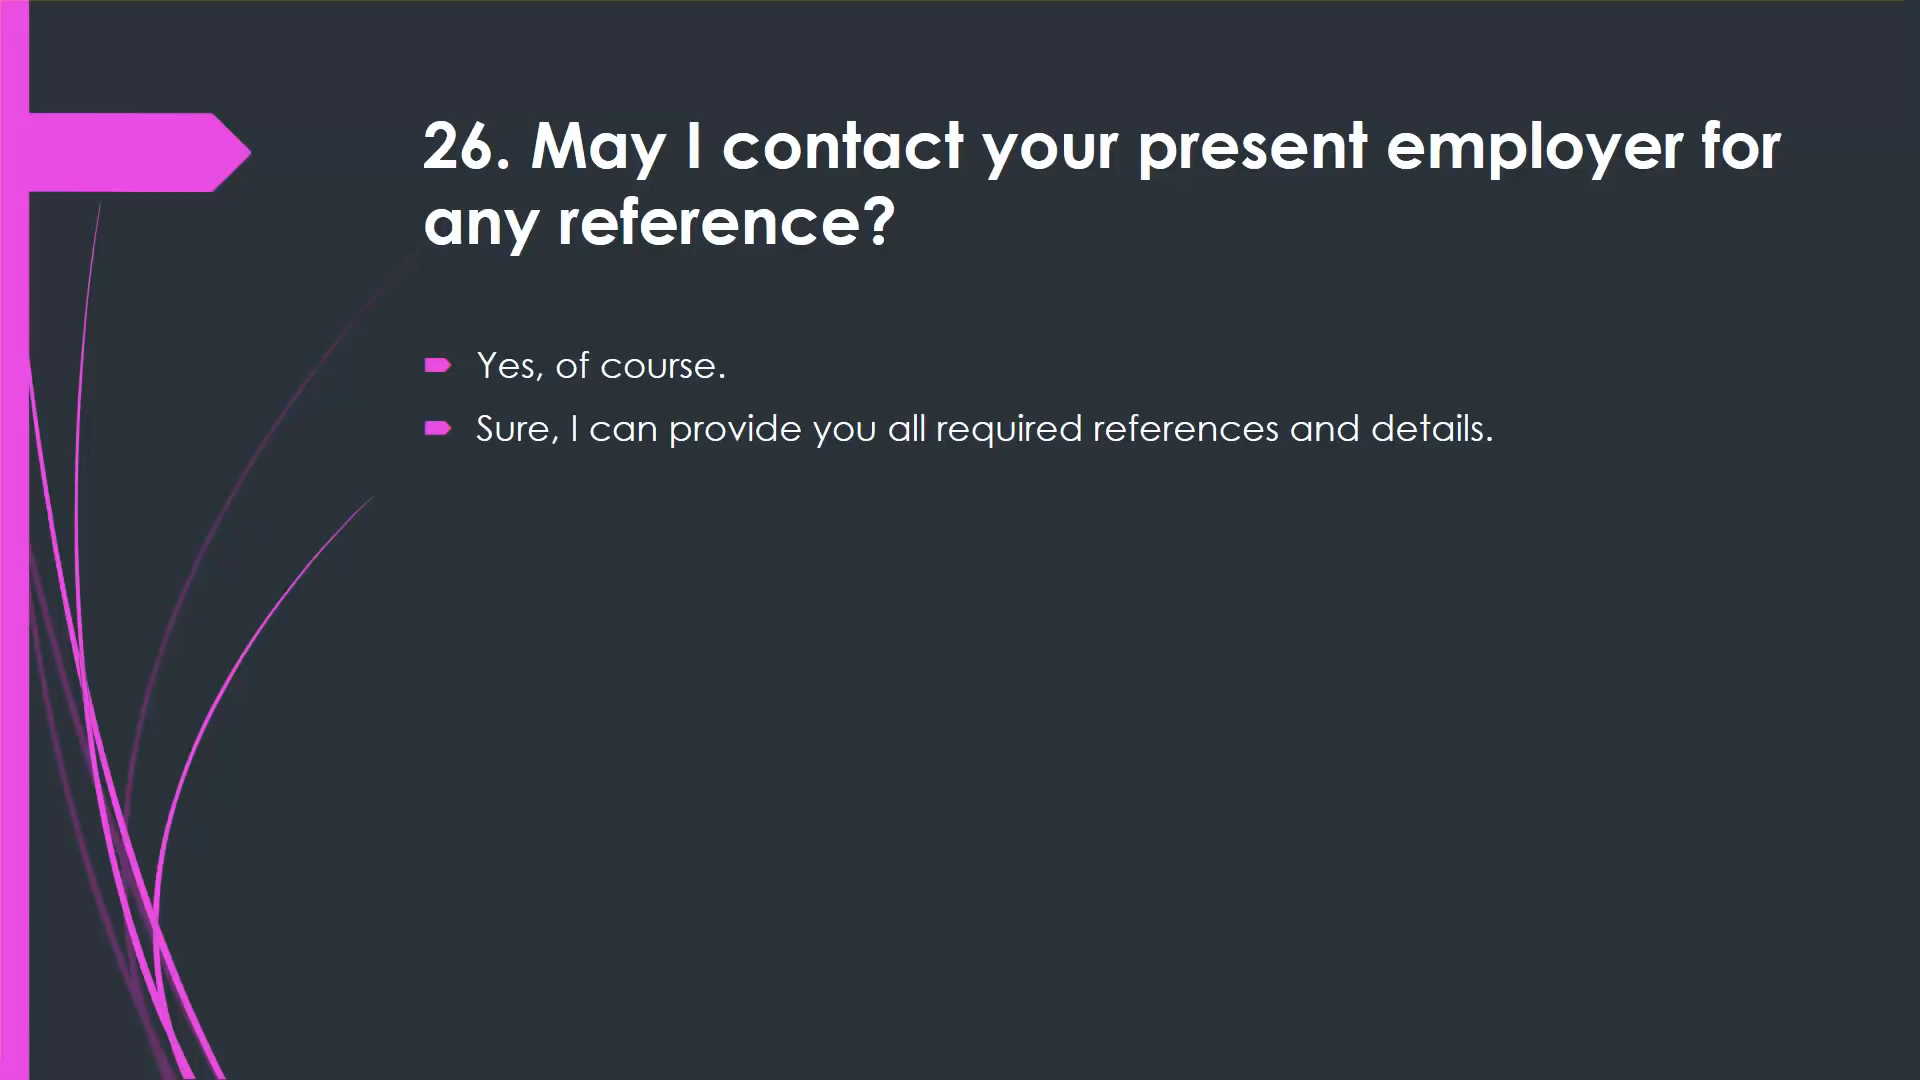 26. May I contact your present employer for
any reference?
Yes, of course.
Sure, I can provide you all required references and details.